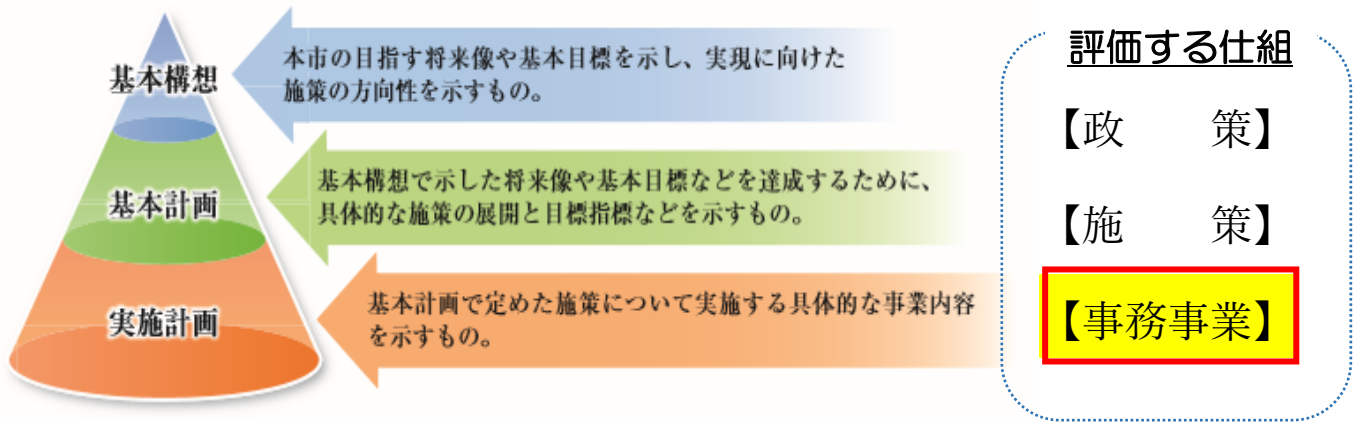 基本構想
本市の目指す将来像や基本目標を示し、実現に向けた
施策の方向性を示すもの。
基本計画
基本構想で示した将来像や基本目標などを達成するために、
具体的な施策の展開と目標指標などを示すもの。
実施計画
基本計画で定めた施策について実施する具体的な事業内容
を示すもの。
評価する仕組
【政　　策】
【施　　策】
【事務事業】